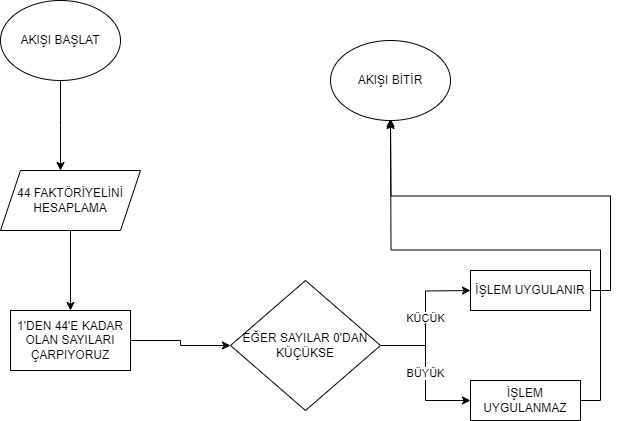 AKIŞI BAŞLAT
AKIŞI BİTİR
44 FAKTÖRİYELİNİ
HESAPLAMA
1'DEN 44'E KADAR
OLAN SAYILARI
ÇARPIYORUZ
EĞER SAYILAR 0'DAN
KÜÇÜKSE
KÜÇÜK
BÜYÜK
İŞLEM UYGULANIR
İŞLEM
UYGULANMAZ